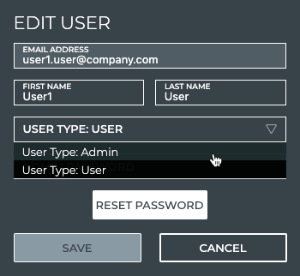 EDIT USER
EMAIL ADDRESS
user1.user@company.com
FIRST NAME
User1
LAST NAME
User
USER TYPE: USER
User Type: Admin
User Type: User
RESET PASSWORD
SAVE
CANCEL